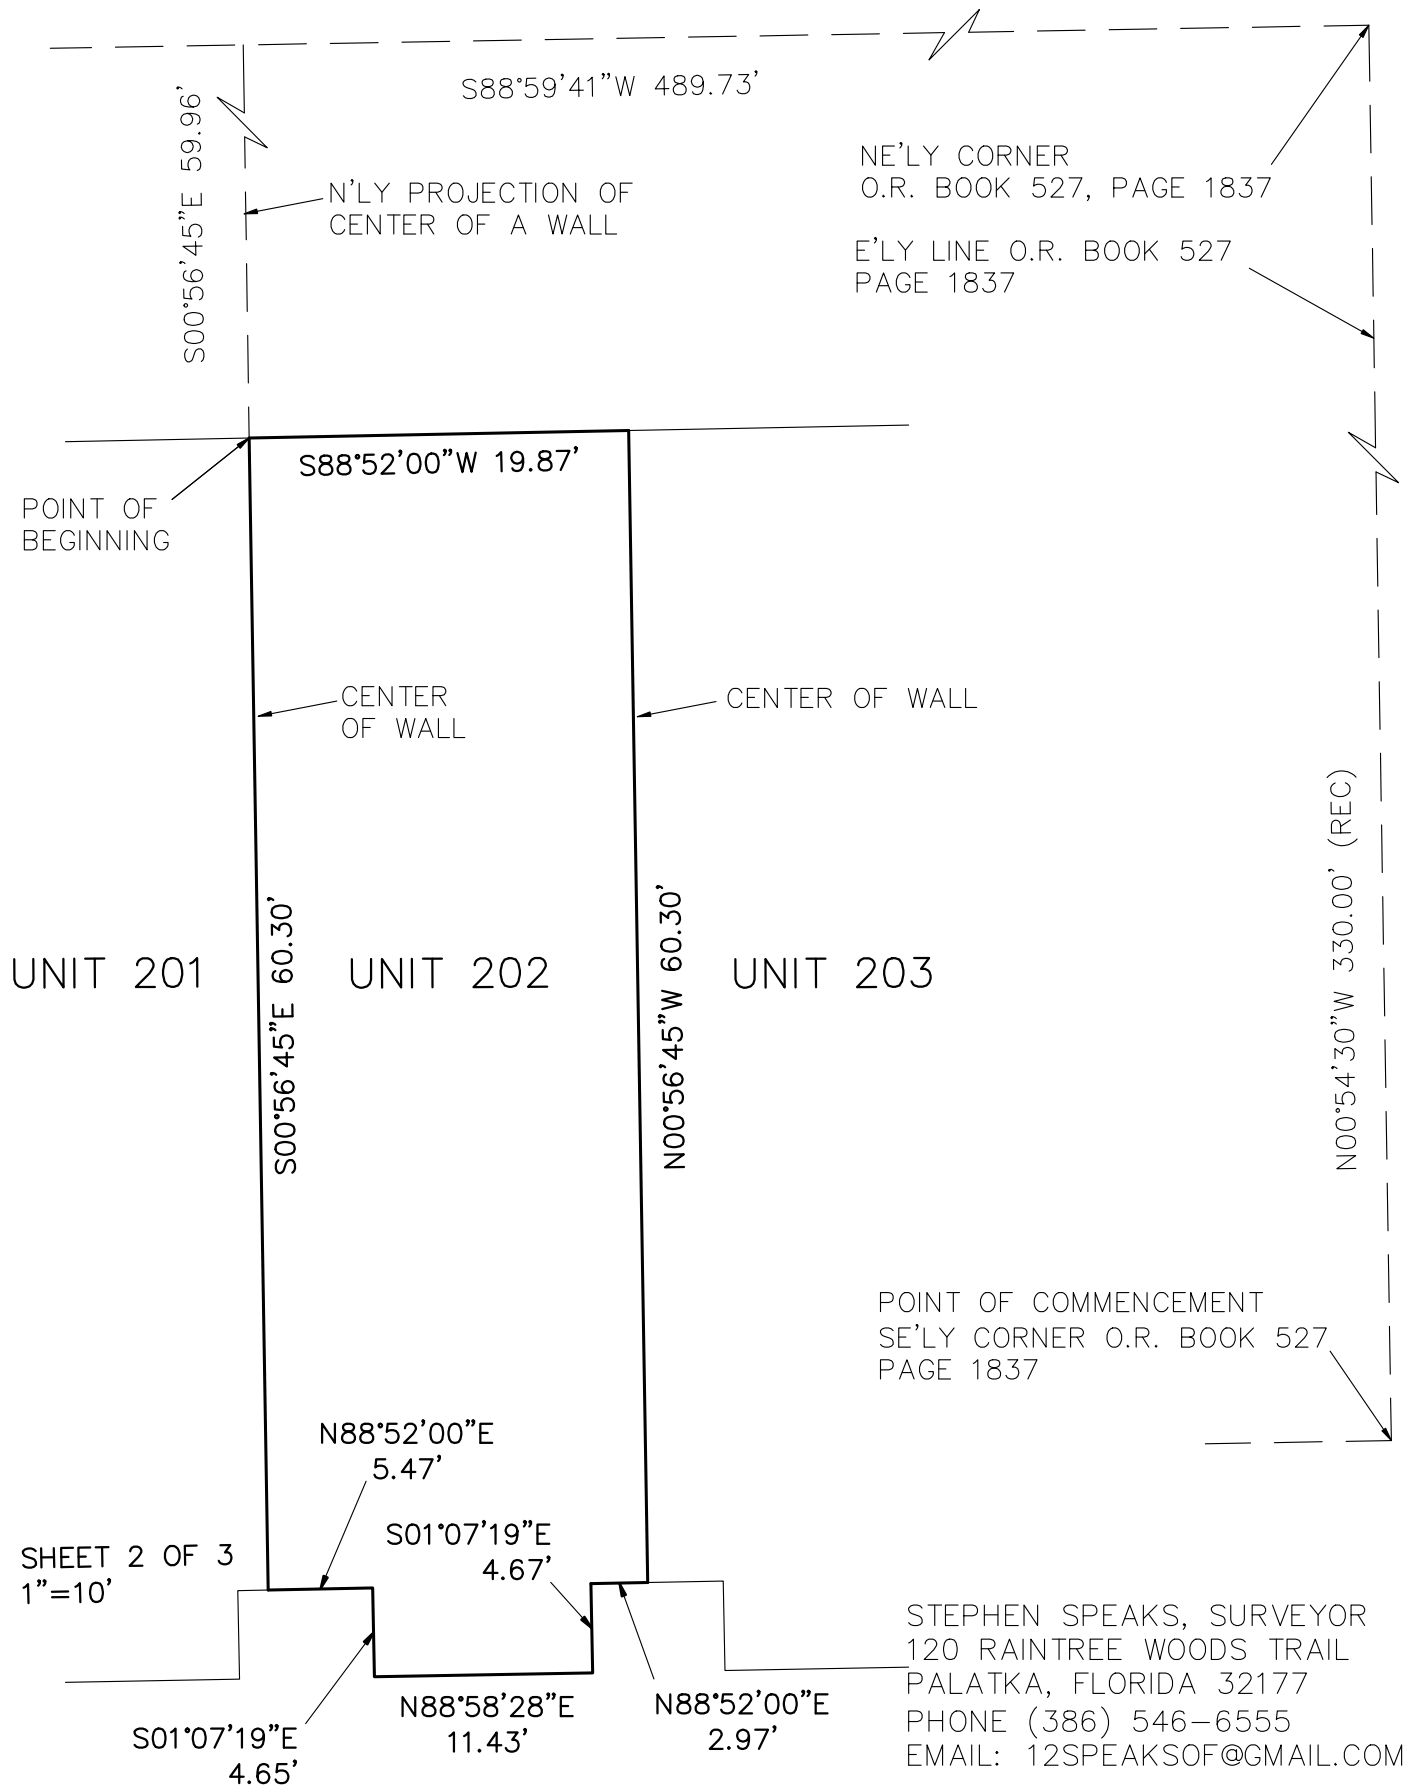 S88°59'41"W 489.73'
S00°56'45"E 59.96'
N'LY PROJECTION OF
CENTER OF A WALL
NE'LY CORNER
O.R. BOOK 527, PAGE 1837
E'LY LINE O.R. BOOK 527
PAGE 1837
S88°52'00"W 19.87'
POINT OF
BEGINNING
CENTER
OF WALL
CENTER OF WALL
N00°54'30"W 330.00' (REC)
S00°56'45"E 60.30'
N00°56'45"W 60.30'
UNIT 201
UNIT 202
UNIT 203
POINT OF COMMENCEMENT
SE'LY CORNER O.R. BOOK 527
PAGE 1837
N88°52'00"E
5.47'
S01°07'19"E
4.67'
SHEET 2 OF 3
1"=10'
S01°07'19"E
4.65'
N88°58'28"E
11.43'
N88°52'00"E
2.97'
STEPHEN SPEAKS, SURVEYOR
120 RAINTREE WOODS TRAIL
PALATKA, FLORIDA 32177
PHONE (386) 546-6555
EMAIL: 12SPEAKSOF@GMAIL.COM